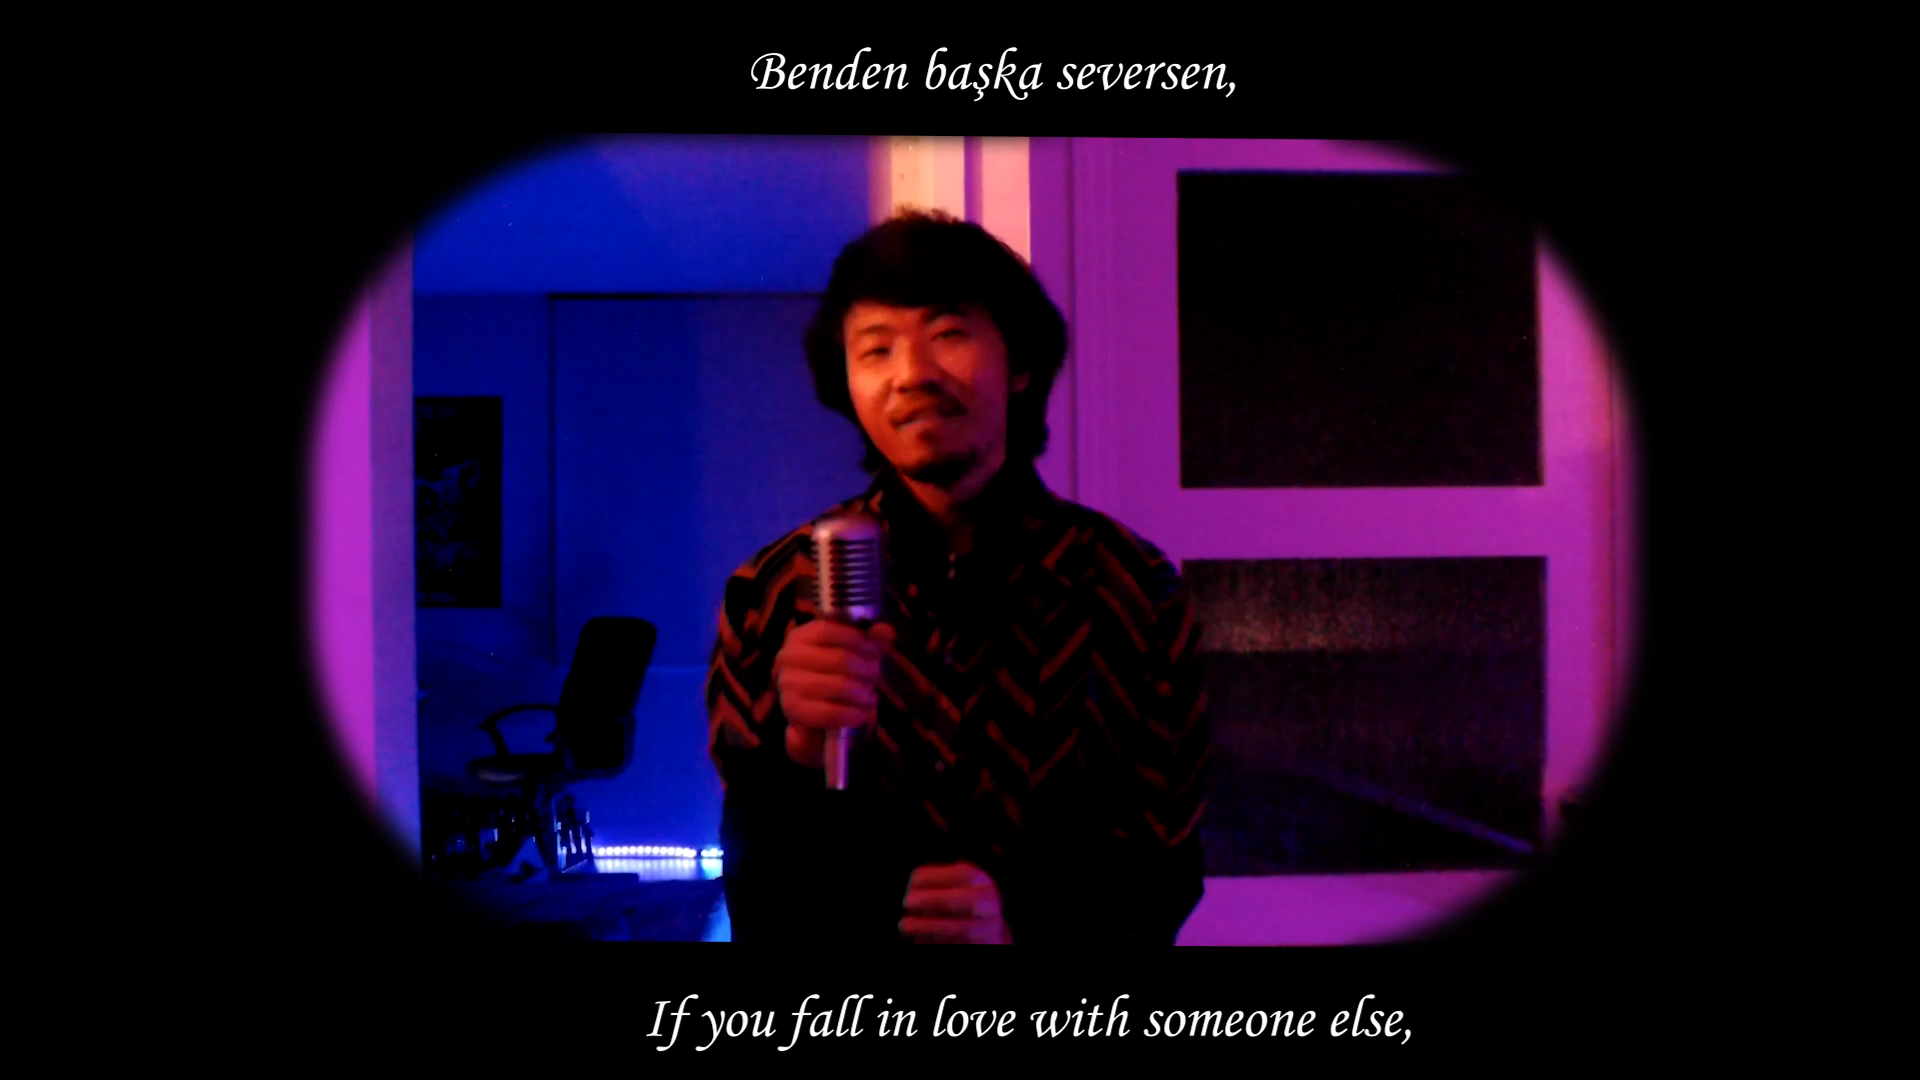 Benden başka seversen,
If you fall in love with someone else,